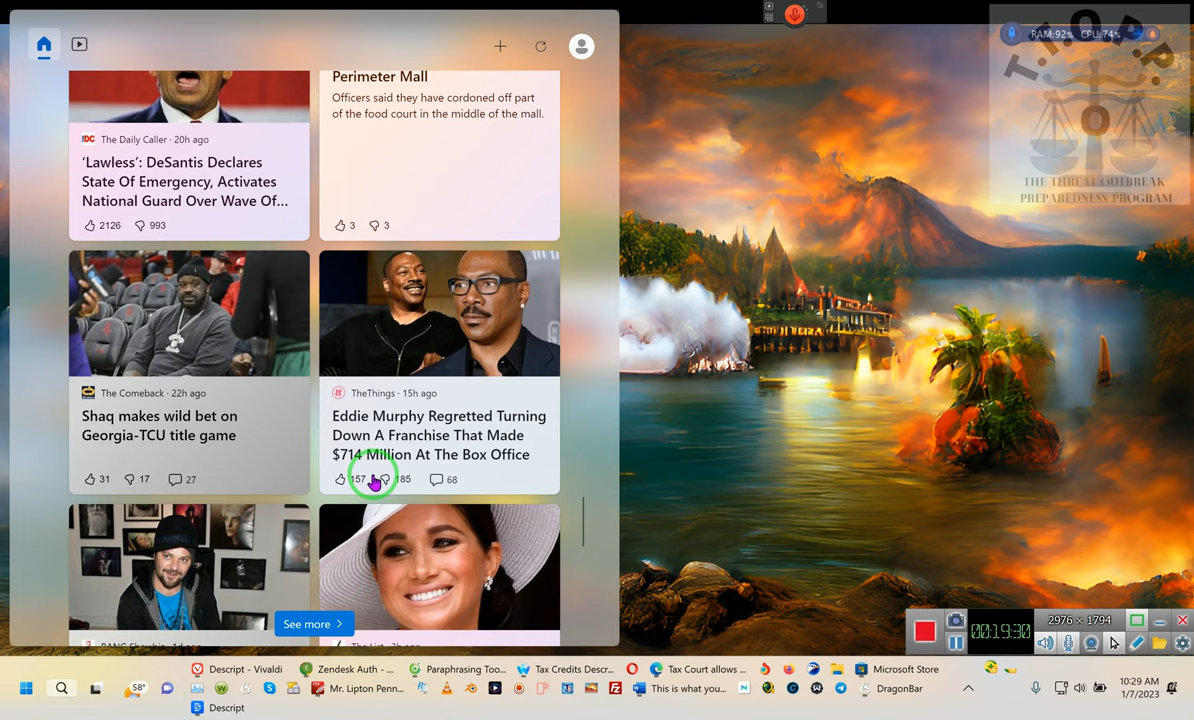 RAM:92% CPU:74%
T.T.O.P.P.
O
THE THREAT OUTBREAK
PREPAREDNESS PROGRAM
Perimeter Mall
Officers said they have cordoned off part
of the food court in the middle of the mall.
3 3
The Daily Caller · 20h ago
‘Lawless’: DeSantis Declares
State Of Emergency, Activates
National Guard Over Wave Of...
2126 993
The Comeback · 22h ago
Shaq makes wild bet on
Georgia-TCU title game
31 17 27
TheThings · 15h ago
Eddie Murphy Regretted Turning
Down A Franchise That Made
$714 Million At The Box Office
157 185 68
See more
00:19:30
2976 × 1794
Descript - Vivaldi
Zendesk Auth - ...
Paraphrasing Too...
Tax Credits Descr...
Tax Court allows ...
Microsoft Store
58°
Mr. Lipton Penn...
This is what you...
DragonBar
10:29 AM
1/7/2023
Descript